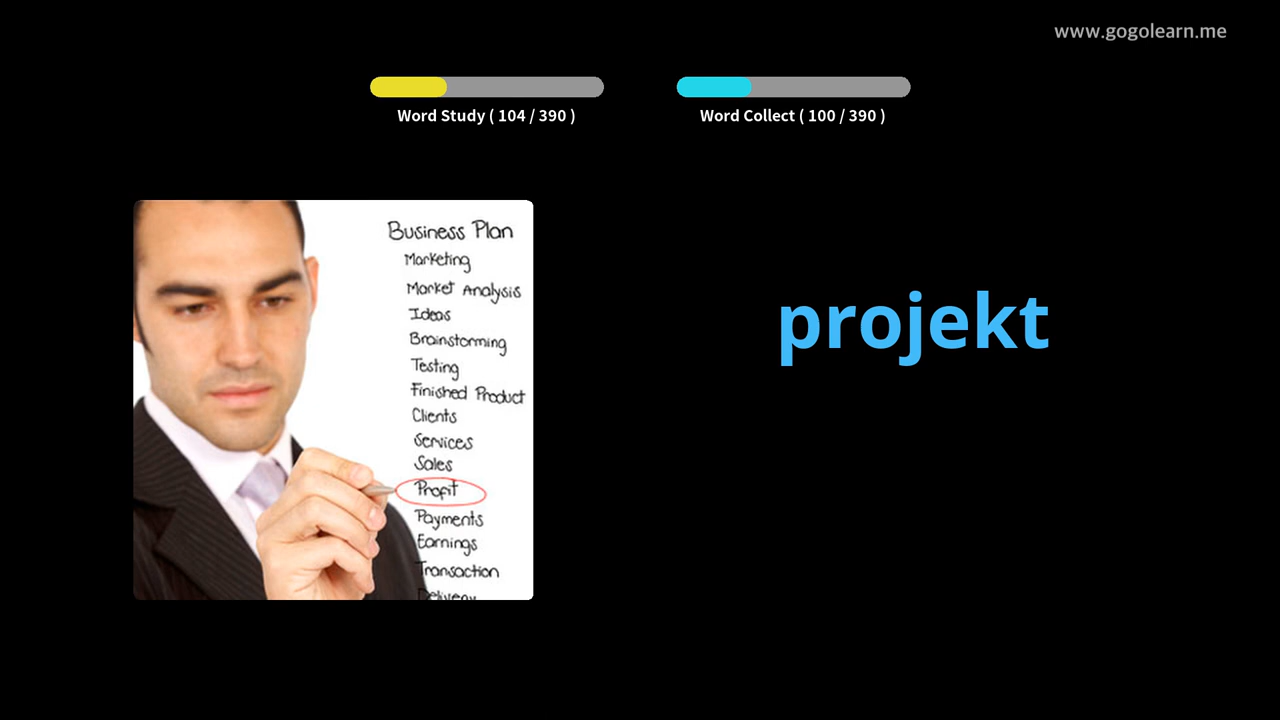 www.gogolearn.me
Word Study ( 104 / 390 )
Word Collect ( 100 / 390 )
Business Plan
Marketing
Market Analysis
Ideas
Brainstorming
Testing
Finished Product
Clients
Services
Sales
Profit
Payments
Earnings
Transaction
Delivery
projekt